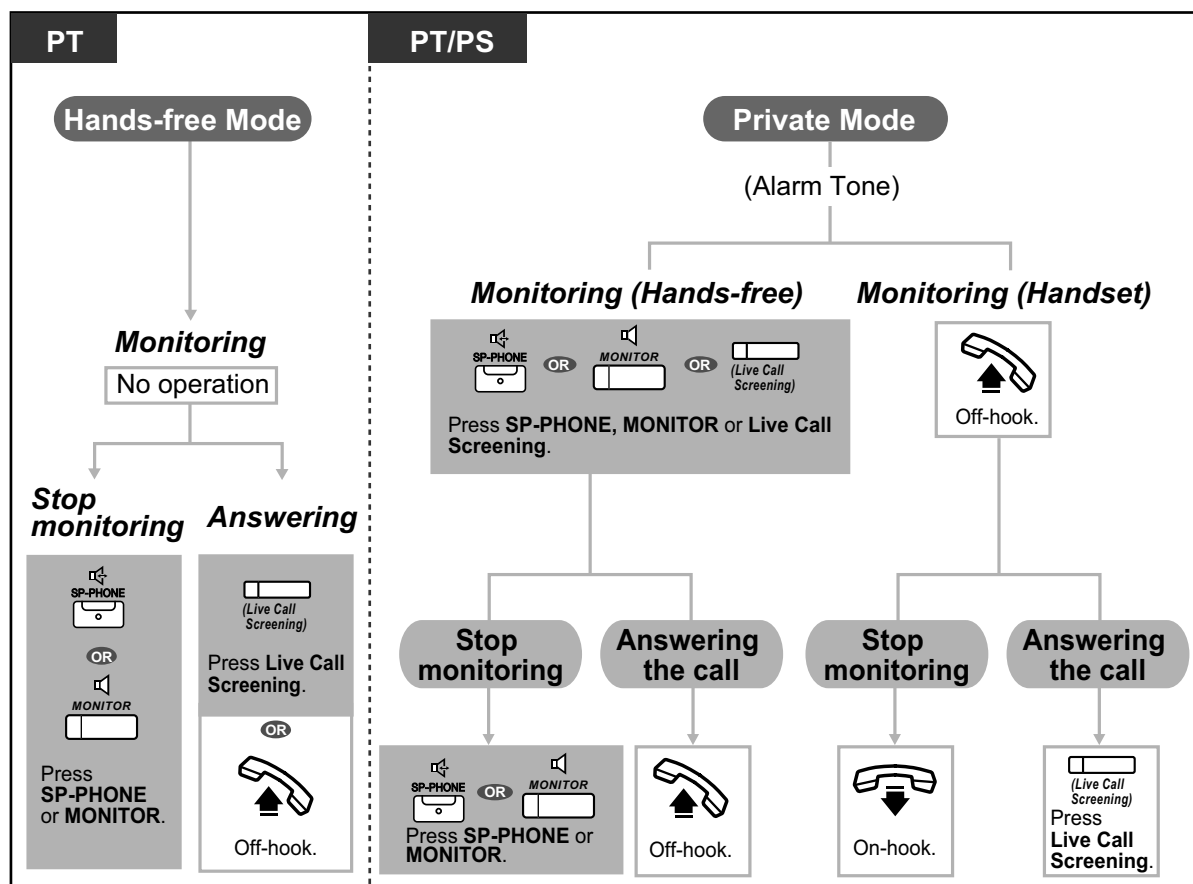 PT
Hands-free Mode
Monitoring
No operation
Stop
monitoring
SP-PHONE
OR
MONITOR
Press
SP-PHONE
or MONITOR.
Answering
(Live Call
Screening)
Press Live Call
Screening.
OR
Off-hook.
PT/PS
Private Mode
(Alarm Tone)
Monitoring (Hands-free)
SP-PHONE
OR
MONITOR
OR
(Live Call
Screening)
Press SP-PHONE, MONITOR or Live Call
Screening.
Stop
monitoring
SP-PHONE
OR
MONITOR
Press SP-PHONE or
MONITOR.
Answering
the call
Off-hook.
Monitoring (Handset)
Off-hook.
Stop
monitoring
On-hook.
Answering
the call
(Live Call
Screening)
Press
Live Call
Screening.